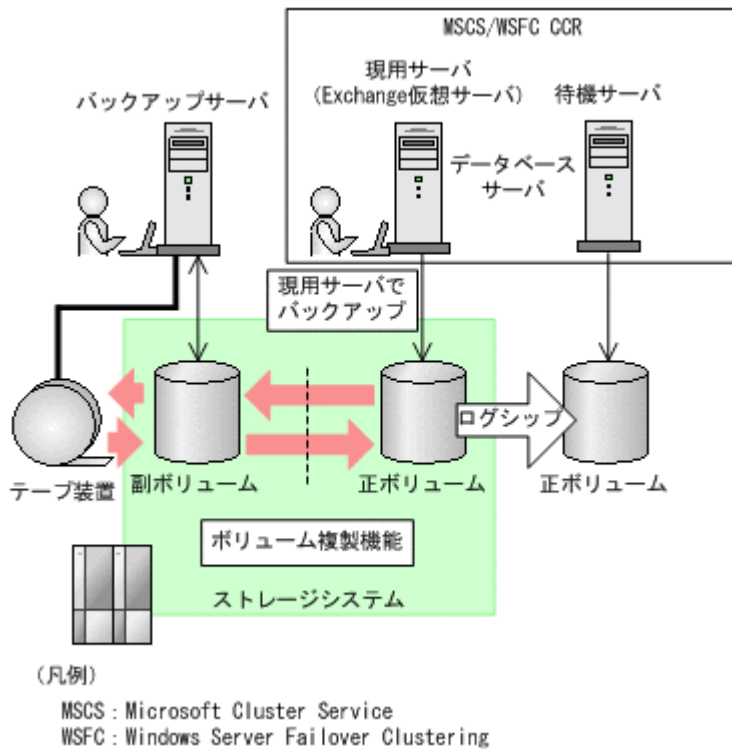 MSCS/WSFC CCR
現用サーバ
(Exchange仮想サーバ)
待機サーバ
バックアップサーバ
データベース
サーバ
現用サーバで
バックアップ
ログシップ
テープ装置
副ボリューム
正ボリューム
正ボリューム
ボリューム複製機能
ストレージシステム
(凡例)
MSCS:Microsoft Cluster Service
WSFC:Windows Server Failover Clustering